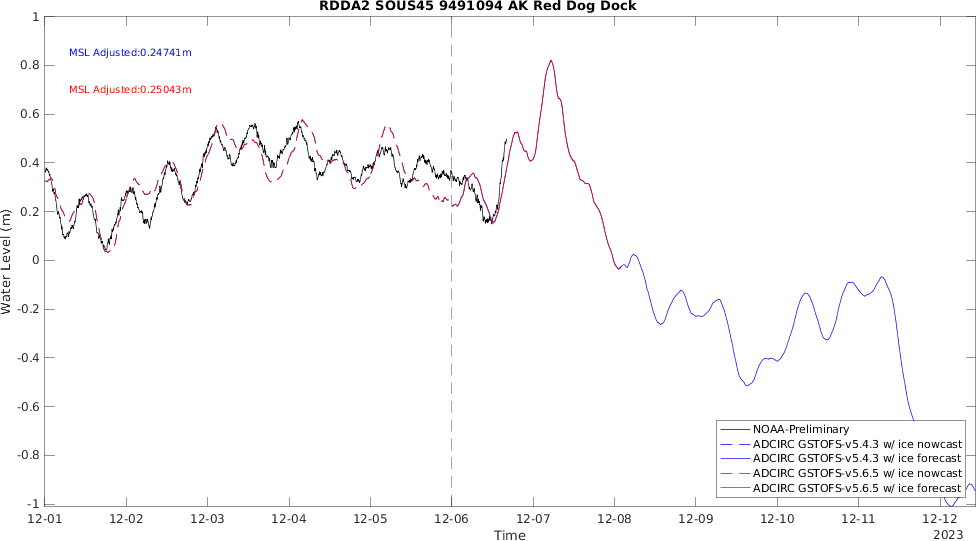 RDDA2 SOUS45 9491094 AK Red Dog Dock
MSL Adjusted:0.24741m
MSL Adjusted:0.25043m
Water Level (m)
1
0.8
0.6
0.4
0.2
0
-0.2
-0.4
-0.6
-0.8
-1
NOAA-Preliminary
ADCIRC GSTOFS-v5.4.3 w/ ice nowcast
ADCIRC GSTOFS-v5.4.3 w/ ice forecast
ADCIRC GSTOFS-v5.6.5 w/ ice nowcast
ADCIRC GSTOFS-v5.6.5 w/ ice forecast
12-01 12-02 12-03 12-04 12-05 12-06 12-07 12-08 12-09 12-10 12-11 12-12
Time
2023